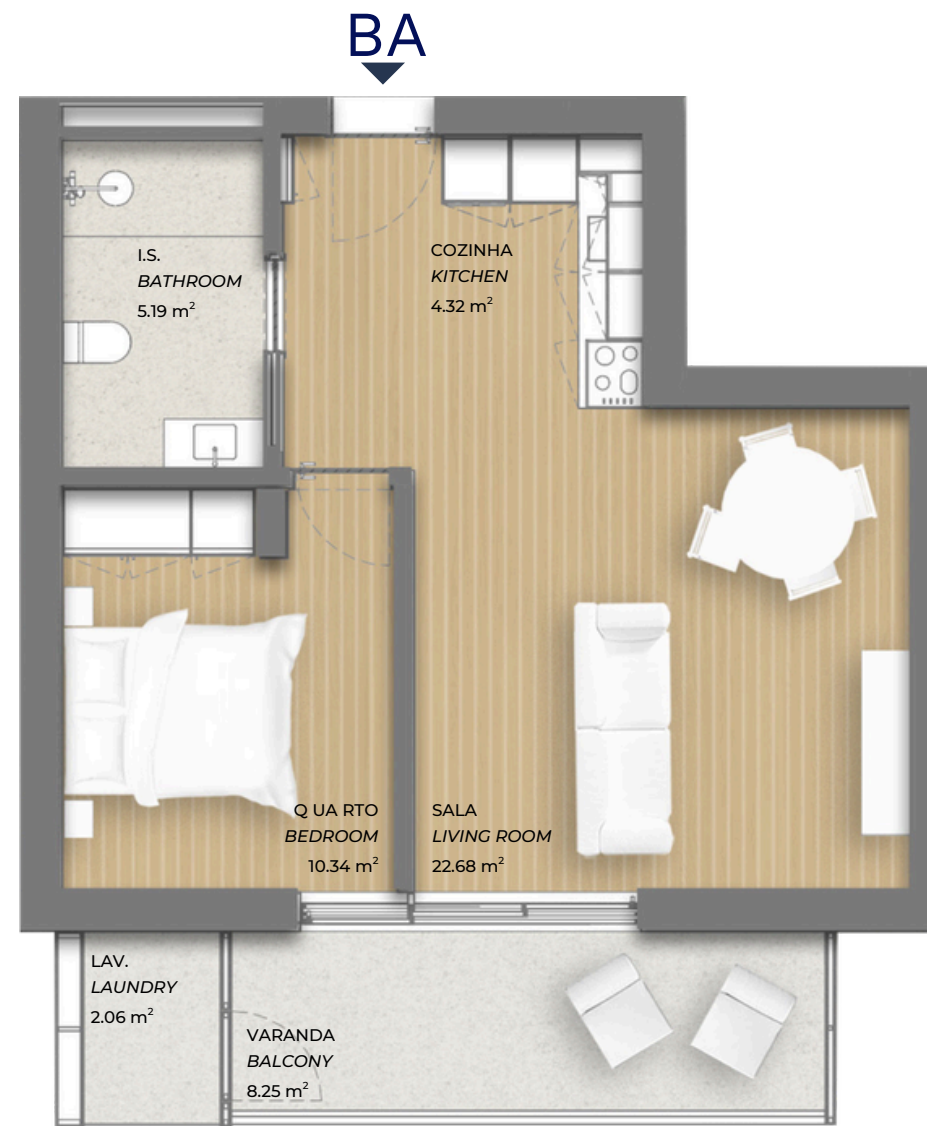 BA
I.S.
BATHROOM
5.19 m²
COZINHA
KITCHEN
4.32 m²
Q UA RTO
BEDROOM
10.34 m²
SALA
LIVING ROOM
22.68 m²
LAV.
LAUNDRY
2.06 m²
VARANDA
BALCONY
8.25 m²